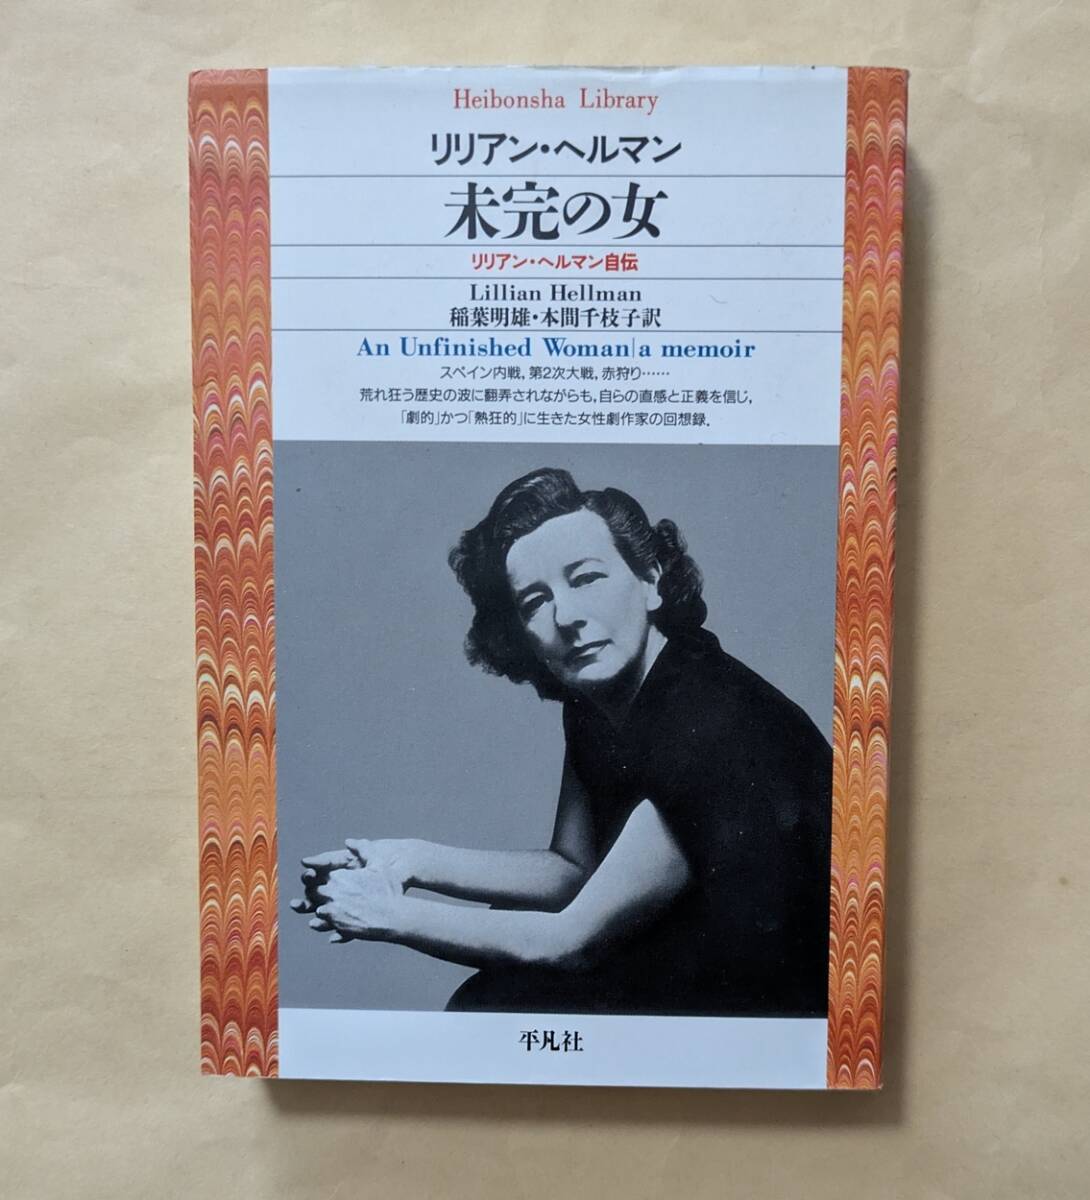 Heibonsha Library
リリアン・ヘルマン
未完の女
リリアン・ヘルマン自伝
Lillian Hellman
稲葉明雄・本間千枝子訳
An Unfinished Woman|a memoir
スペイン内戦，第2次大戦，赤狩り……
荒れ狂う歴史の波に翻弄されながらも，自らの直感と正義を信じ，
「劇的」かつ「熱狂的」に生きた女性劇作家の回想録．
平凡社